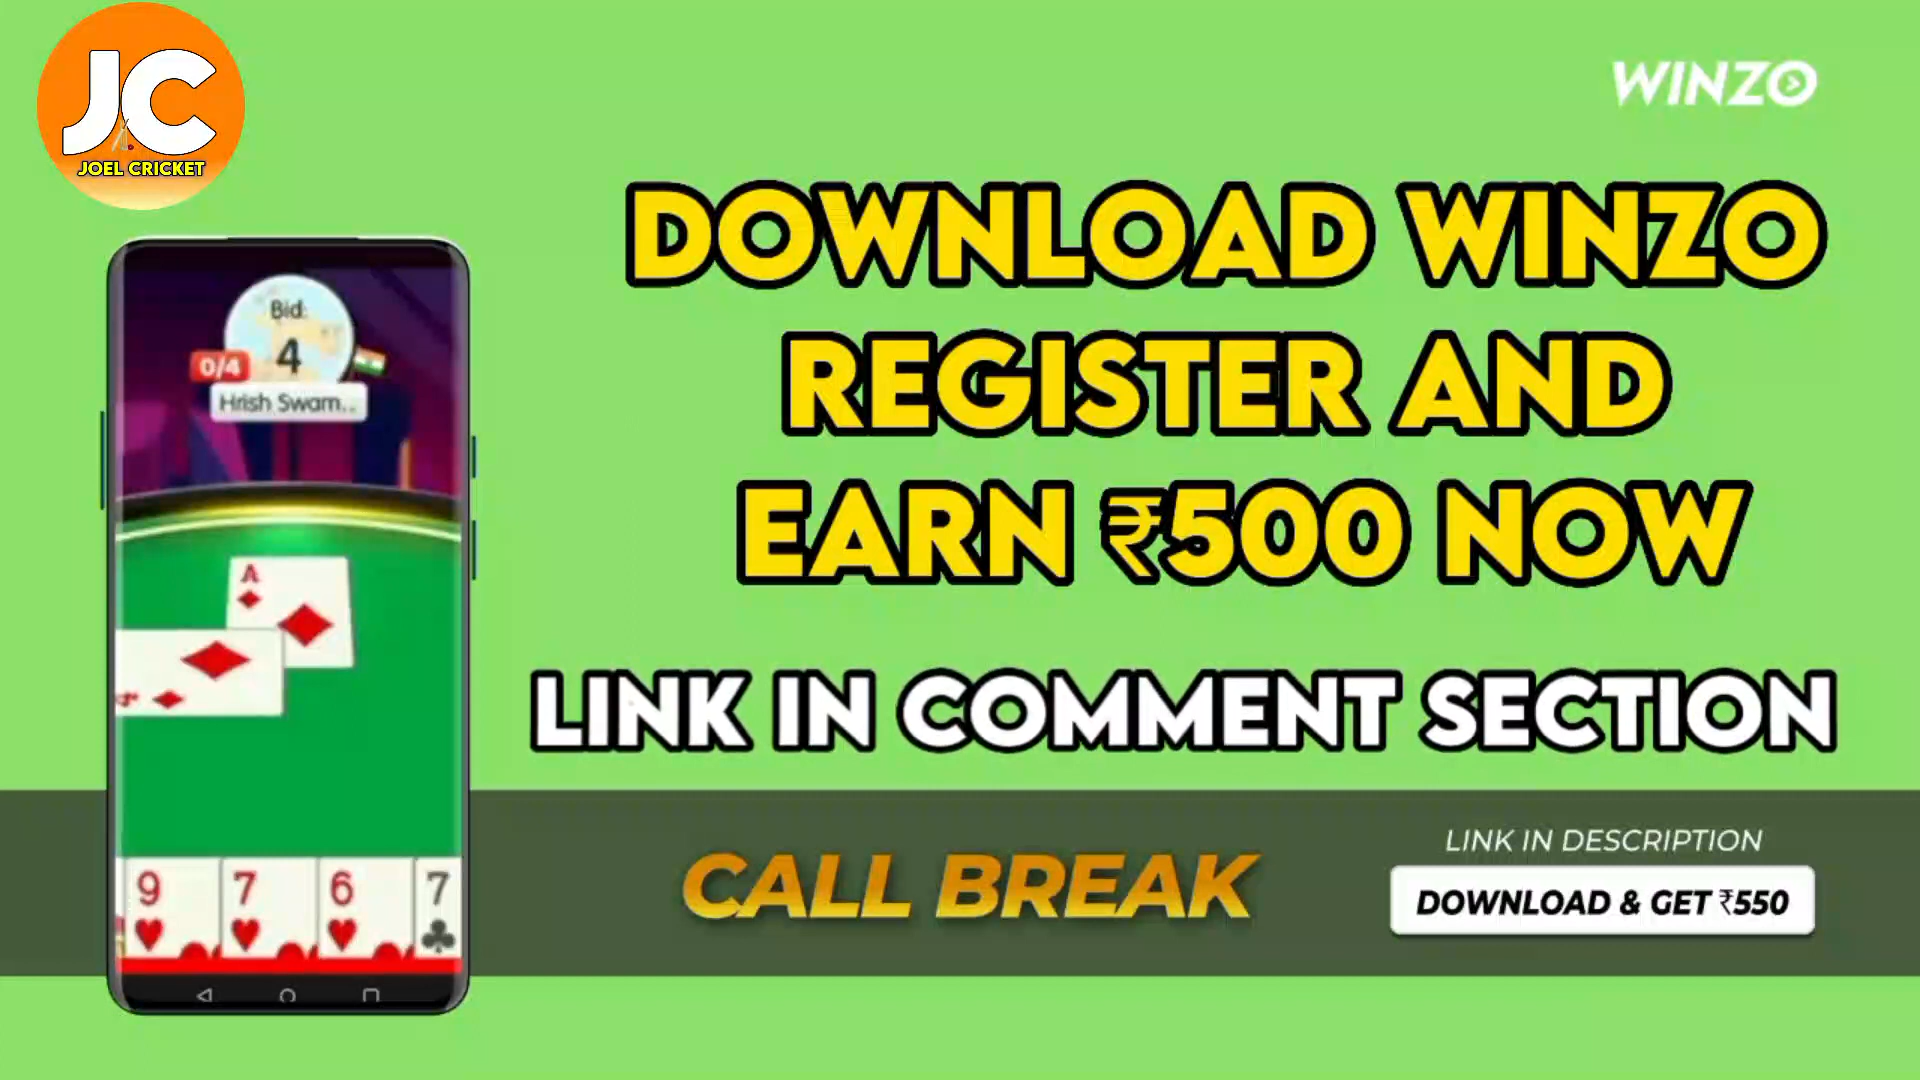 JC
JOEL CRICKET
WINZO
DOWNLOAD WINZO
REGISTER AND
EARN ₹500 NOW
LINK IN COMMENT SECTION
Bid:
4
0/4
Hrish Swam...
A
9 7 6 7
CALL BREAK
LINK IN DESCRIPTION
DOWNLOAD & GET ₹550